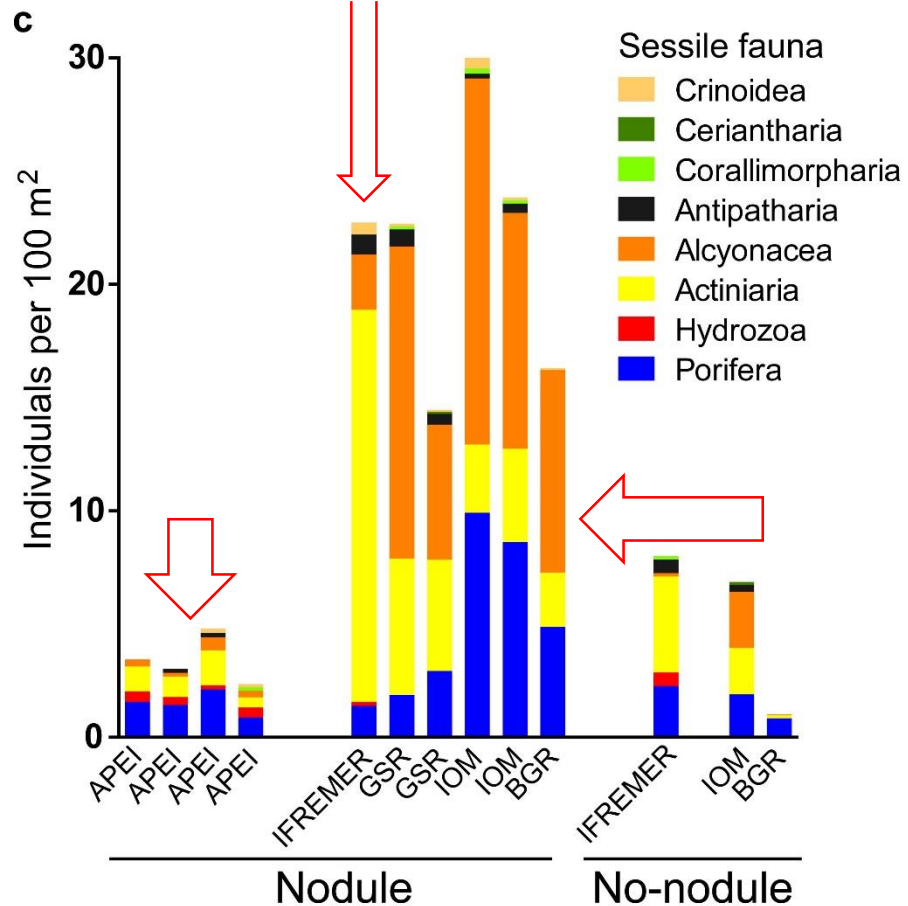 c
Individulals per 100 m²
30
20
10
0
Sessile fauna
Crinoidea
Ceriantharia
Corallimorpharia
Antipatharia
Alcyonacea
Actiniaria
Hydrozoa
Porifera
APEI
APEI
APEI
APEI
IFREMER
GSR
GSR
IOM
IOM
BGR
IFREMER
IOM
BGR
Nodule
No-nodule